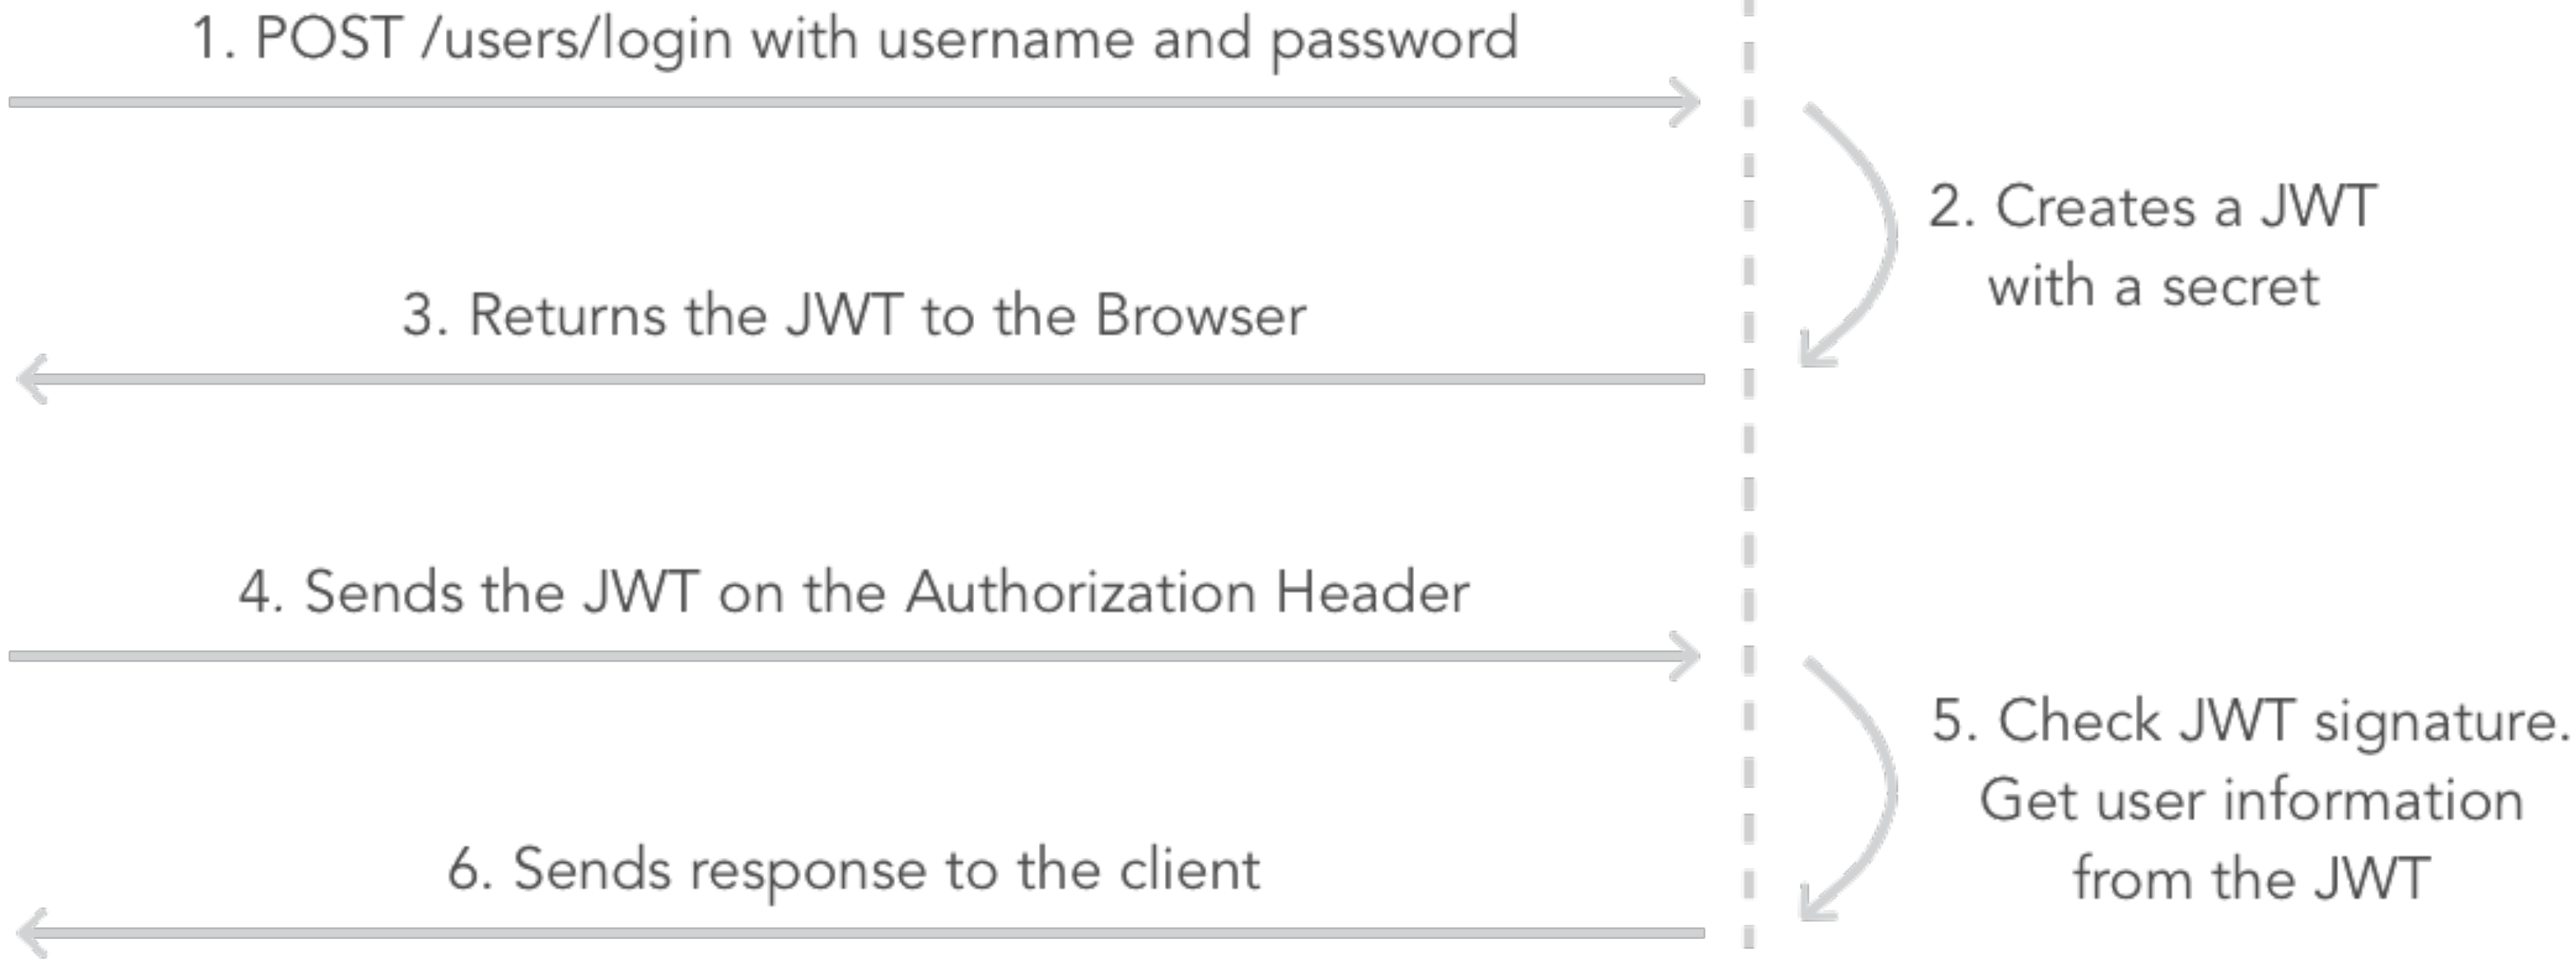 1. POST /users/login with username and password
2. Creates a JWT
with a secret
3. Returns the JWT to the Browser
4. Sends the JWT on the Authorization Header
5. Check JWT signature.
Get user information
from the JWT
6. Sends response to the client